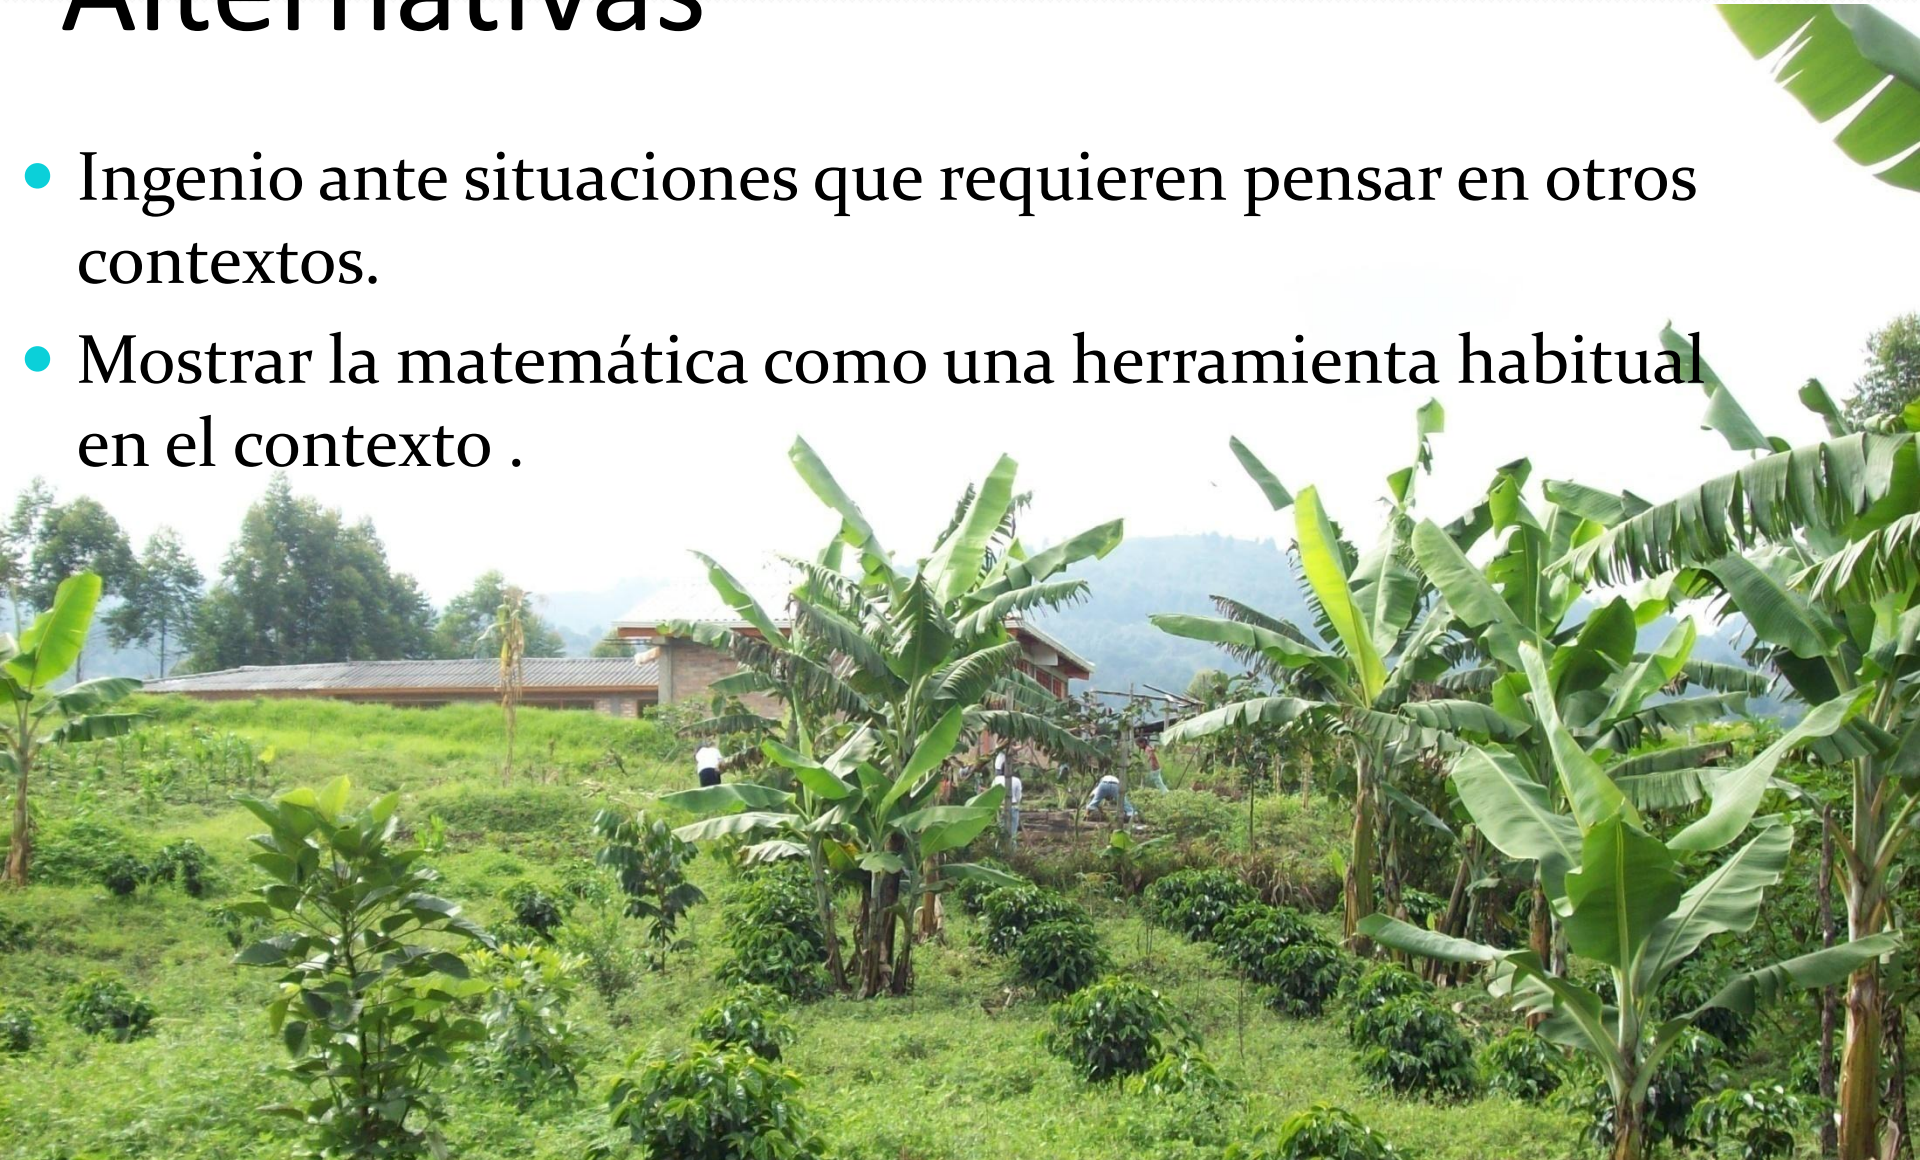 Alternativas
Ingenio ante situaciones que requieren pensar en otros
contextos.
Mostrar la matemática como una herramienta habitual
en el contexto .